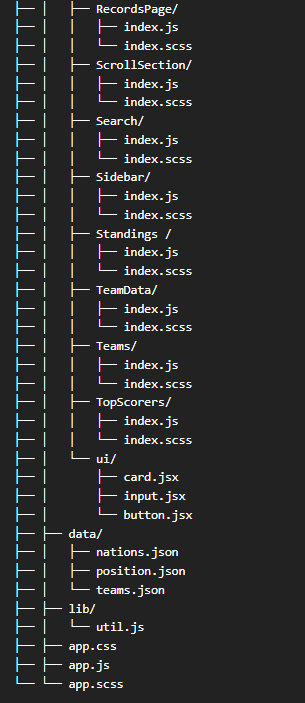 ├── │   ├── RecordsPage/
├── │   │   ├── index.js
├── │   │   └── index.scss
├── │   ├── ScrollSection/
├── │   │   ├── index.js
├── │   │   └── index.scss
├── │   ├── Search/
├── │   │   ├── index.js
├── │   │   └── index.scss
├── │   ├── Sidebar/
├── │   │   ├── index.js
├── │   │   └── index.scss
├── │   ├── Standings /
├── │   │   ├── index.js
├── │   │   └── index.scss
├── │   ├── TeamData/
├── │   │   ├── index.js
├── │   │   └── index.scss
├── │   ├── Teams/
├── │   │   ├── index.js
├── │   │   └── index.scss
├── │   ├── TopScorers/
├── │   │   ├── index.js
├── │   │   └── index.scss
├── │   └── ui/
├── │       ├── card.jsx
├── │       ├── input.jsx
├── │       └── button.jsx
├── ├── data/
├── │   ├── nations.json
├── │   ├── position.json
├── │   └── teams.json
├── ├── lib/
├── │   └── util.js
├── ├── app.css
├── ├── app.js
└── └── app.scss